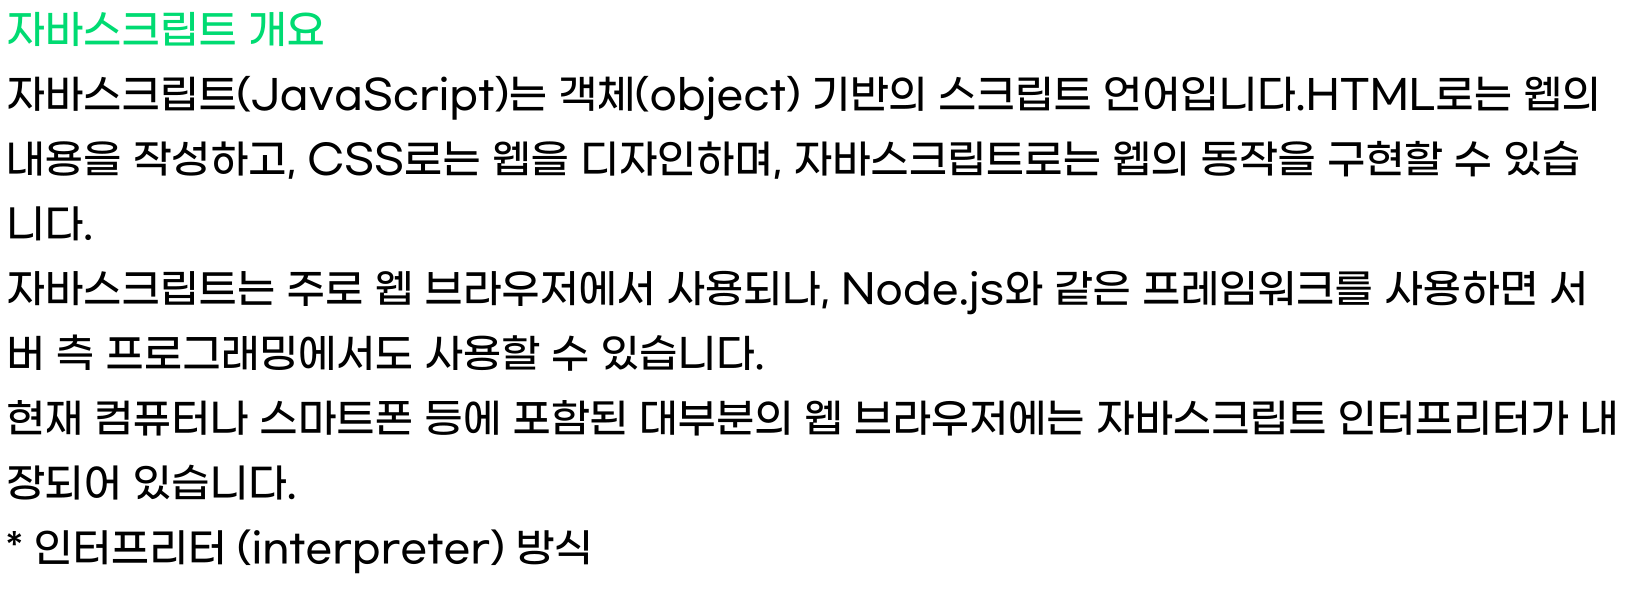 자바스크립트 개요
자바스크립트(JavaScript)는 객체(object) 기반의 스크립트 언어입니다.HTML로는 웹의
내용을 작성하고, CSS로는 웹을 디자인하며, 자바스크립트로는 웹의 동작을 구현할 수 있습
니다.
자바스크립트는 주로 웹 브라우저에서 사용되나, Node.js와 같은 프레임워크를 사용하면 서
버 측 프로그래밍에서도 사용할 수 있습니다.
현재 컴퓨터나 스마트폰 등에 포함된 대부분의 웹 브라우저에는 자바스크립트 인터프리터가 내
장되어 있습니다.
* 인터프리터 (interpreter) 방식